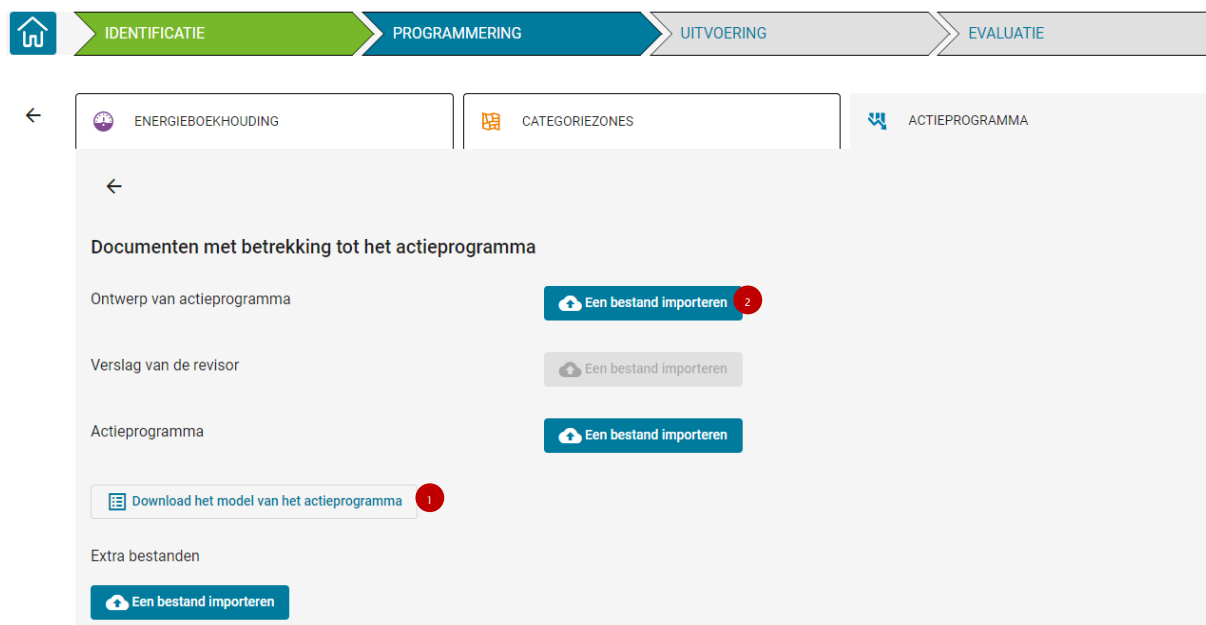 IDENTIFICATIE PROGRAMMERING UITVOERING EVALUATIE
ENERGIEBOEKHOUDING CATEGORIEZONES ACTIEPROGRAMMA
Documenten met betrekking tot het actieprogramma
Ontwerp van actieprogramma Een bestand importeren 2
Verslag van de revisor Een bestand importeren
Actieprogramma Een bestand importeren
Download het model van het actieprogramma 1
Extra bestanden
Een bestand importeren